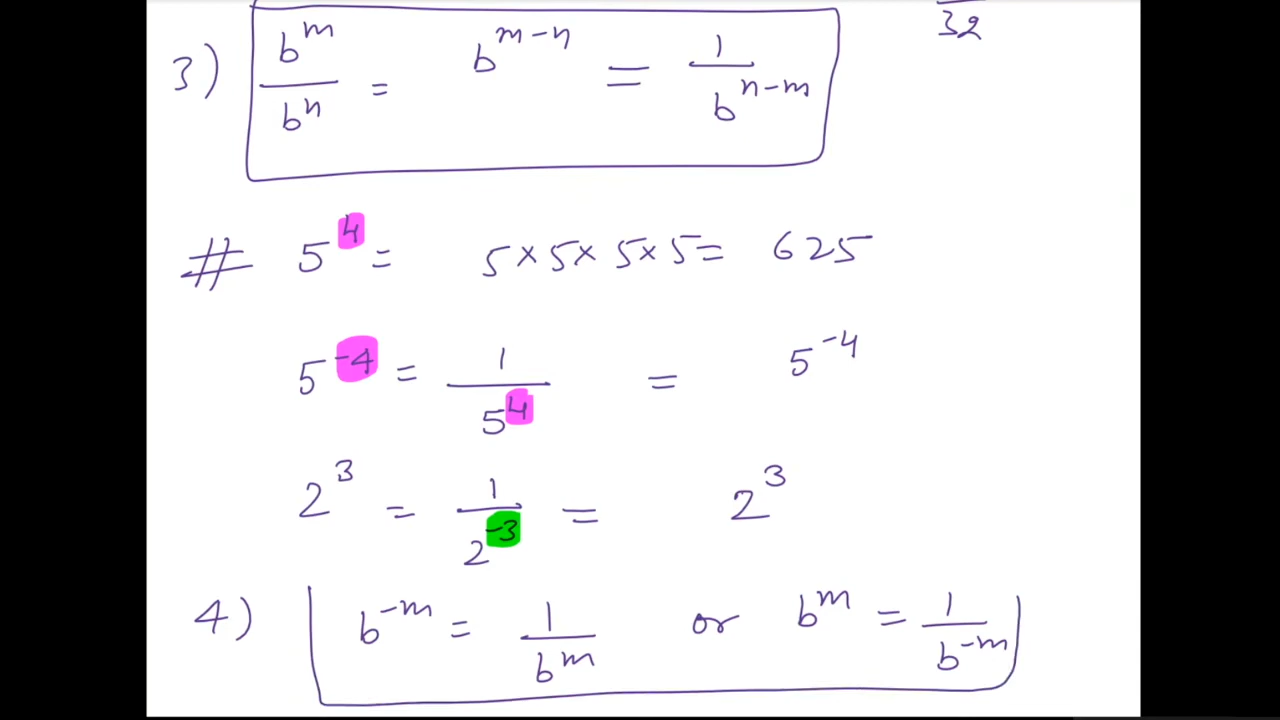 32
3) b^m / b^n = b^(m-n) = 1 / b^(n-m)
# 5^4 = 5×5×5×5= 625
5^-4 = 1 / 5^4 = 5^-4
2^3 = 1 / 2^-3 = 2^3
4) b^-m = 1 / b^m or b^m = 1 / b^-m